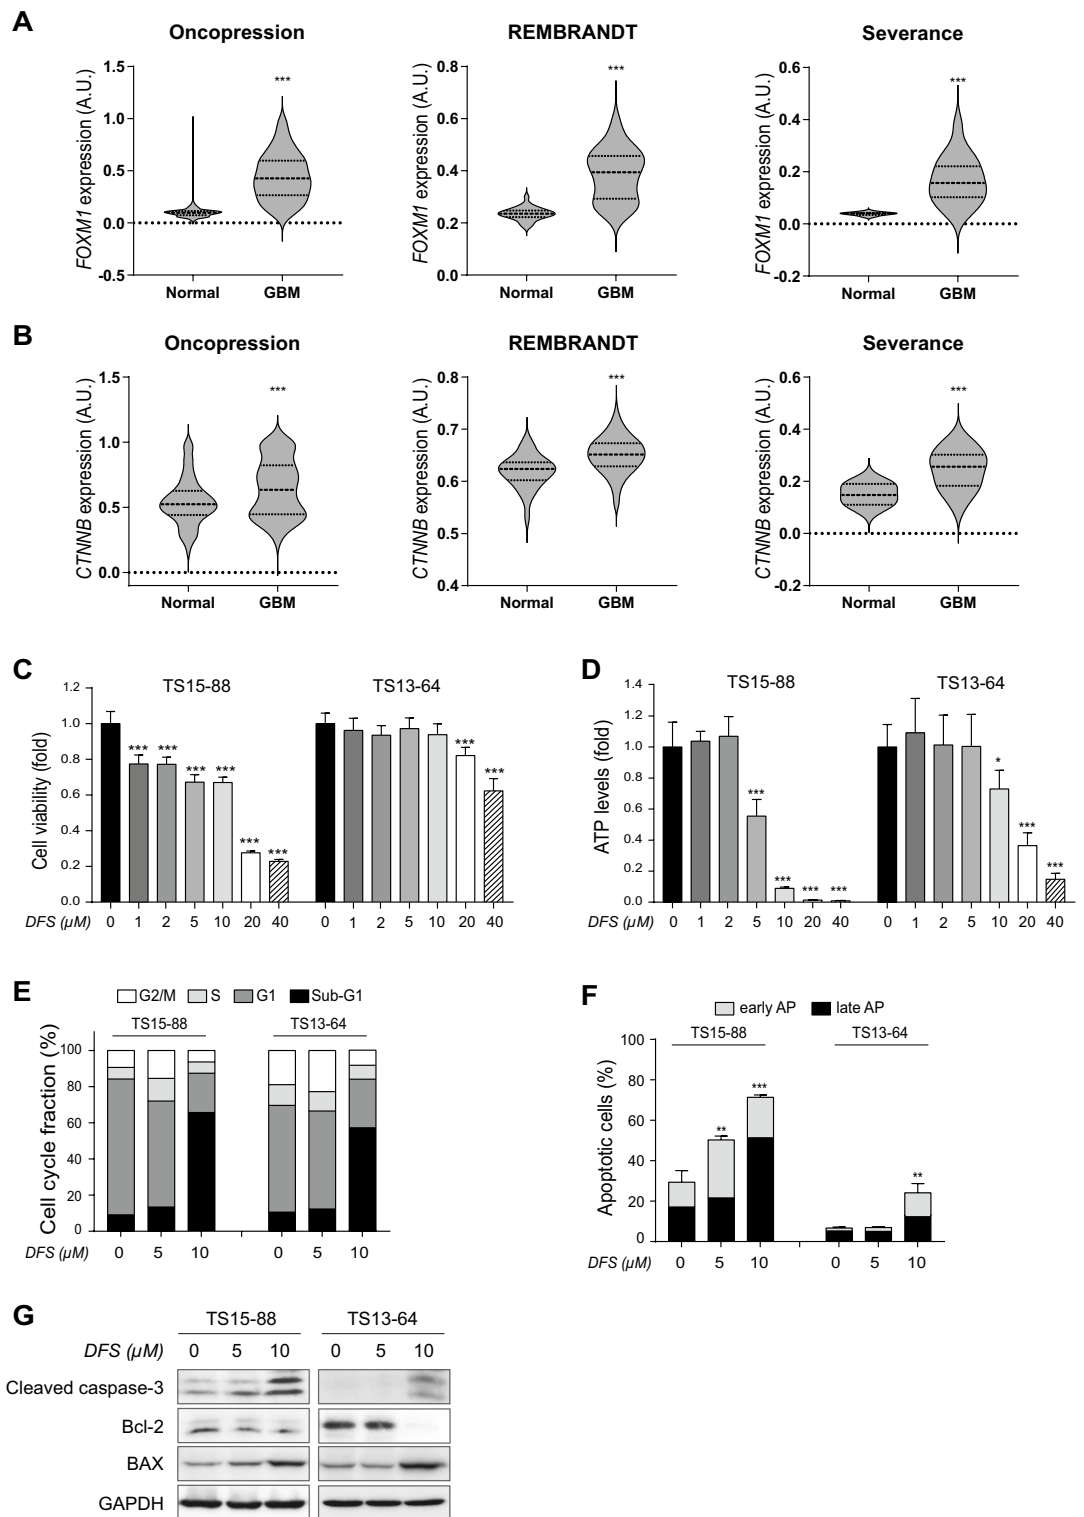 A
Oncopression REMBRANDT Severance
FOXM1 expression (A.U.) FOXM1 expression (A.U.) FOXM1 expression (A.U.)
1.5 1.0 0.5 0.0 -0.5
0.8 0.6 0.4 0.2 0.0
0.6 0.4 0.2 0.0 -0.2
*** *** ***
Normal GBM Normal GBM Normal GBM
B
Oncopression REMBRANDT Severance
CTNNB expression (A.U.) CTNNB expression (A.U.) CTNNB expression (A.U.)
1.5 1.0 0.5 0.0
0.8 0.7 0.6 0.5 0.4
0.6 0.4 0.2 0.0 -0.2
*** *** ***
Normal GBM Normal GBM Normal GBM
C
TS15-88 TS13-64
Cell viability (fold)
1.2 1.0 0.8 0.6 0.4 0.2 0.0
*** *** *** *** *** *** *** ***
DFS (µM) 0 1 2 5 10 20 40 0 1 2 5 10 20 40
D
TS15-88 TS13-64
ATP levels (fold)
1.4 1.2 1.0 0.8 0.6 0.4 0.2 0.0
*** *** *** *** * *** ***
DFS (µM) 0 1 2 5 10 20 40 0 1 2 5 10 20 40
E
G2/M S G1 Sub-G1
TS15-88 TS13-64
Cell cycle fraction (%)
100 80 60 40 20 0
DFS (µM) 0 5 10 0 5 10
F
early AP late AP
TS15-88 TS13-64
Apoptotic cells (%)
100 80 60 40 20 0
** *** **
DFS (µM) 0 5 10 0 5 10
G
TS15-88 TS13-64
DFS (µM) 0 5 10 0 5 10
Cleaved caspase-3
Bcl-2
BAX
GAPDH